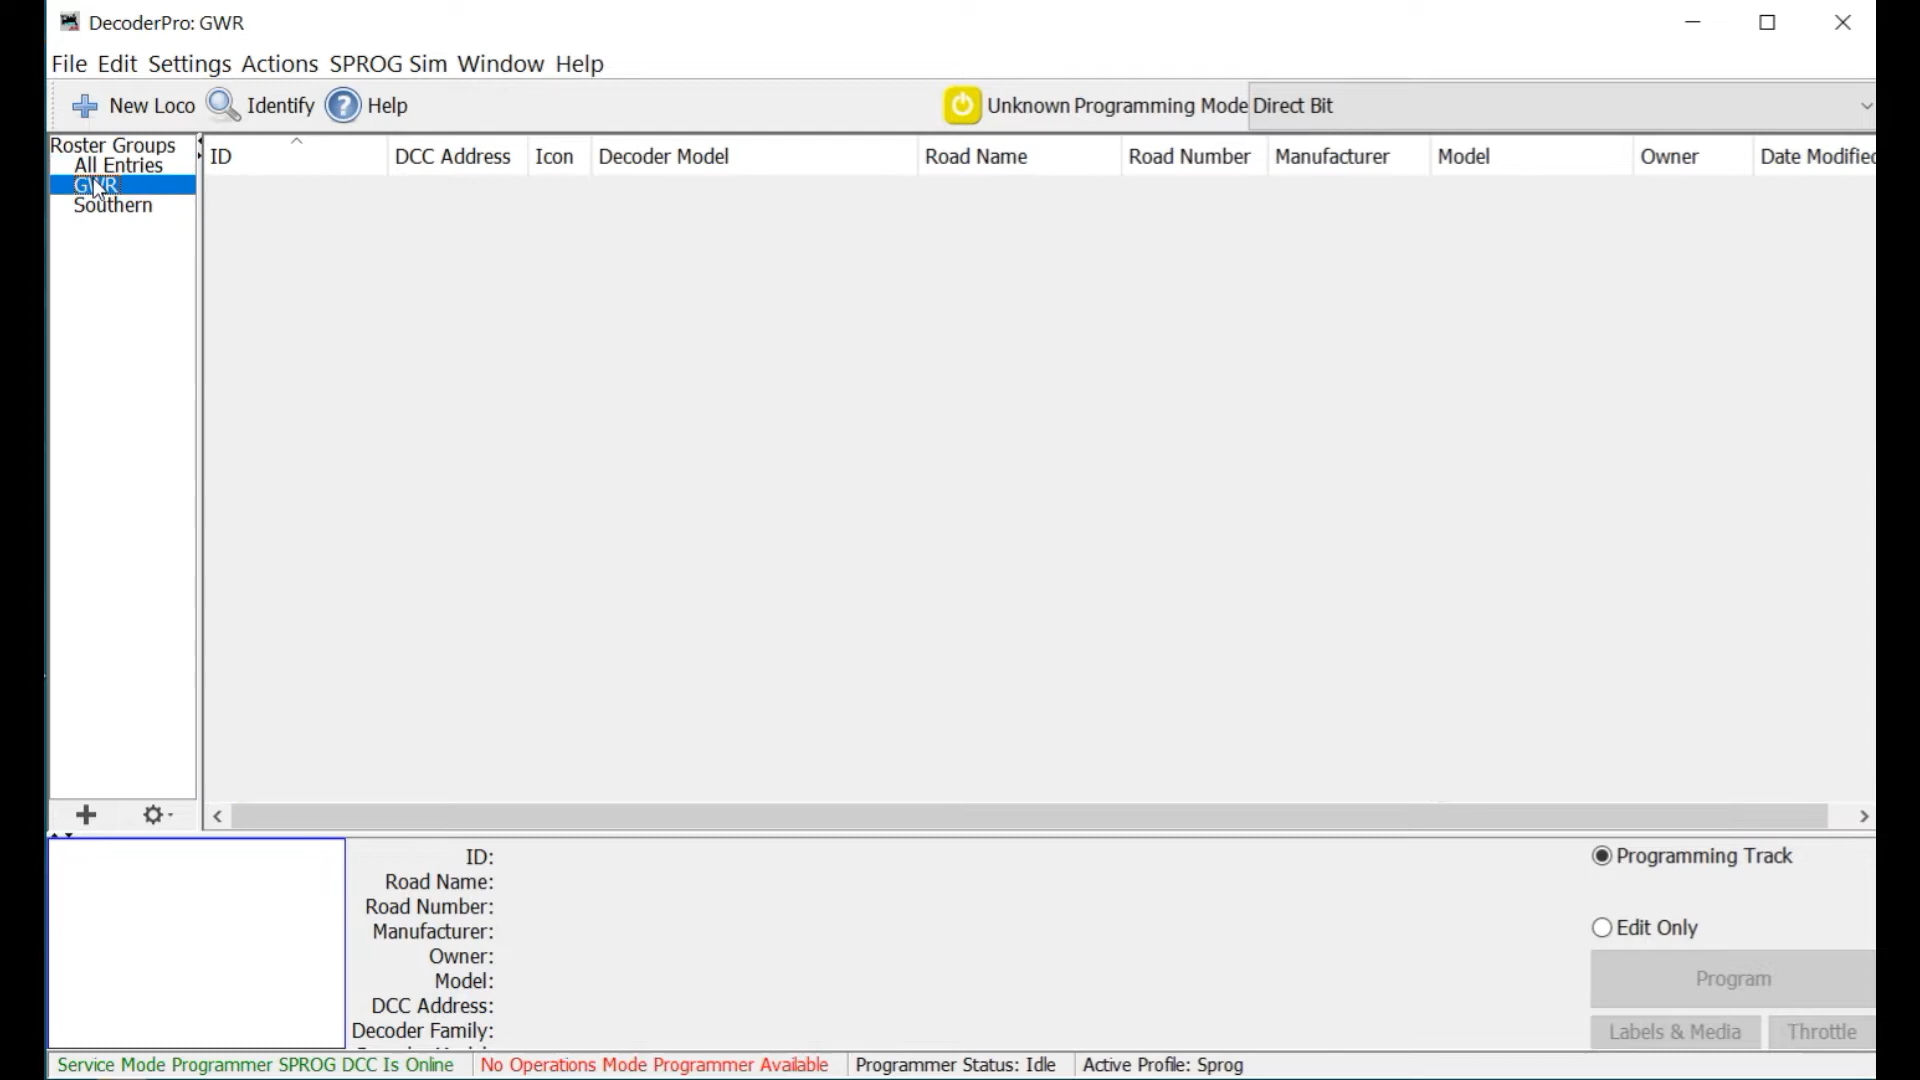 DecoderPro: GWR
File Edit Settings Actions SPROG Sim Window Help
New Loco Identify Help Unknown Programming Mode Direct Bit
Roster Groups
All Entries
GWR
Southern
ID DCC Address Icon Decoder Model Road Name Road Number Manufacturer Model Owner Date Modified
ID:
Road Name:
Road Number:
Manufacturer:
Owner:
Model:
DCC Address:
Decoder Family:
Programming Track
Edit Only
Program
Labels & Media Throttle
Service Mode Programmer SPROG DCC Is Online No Operations Mode Programmer Available Programmer Status: Idle Active Profile: Sprog